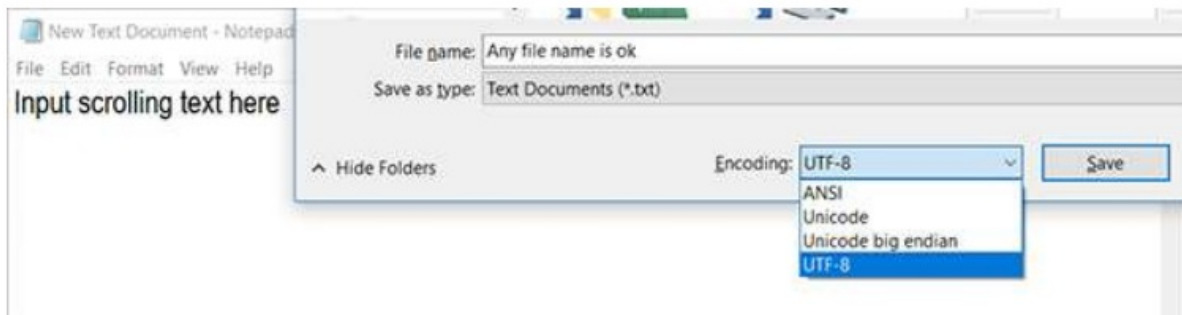 New Text Document - Notepad
File Edit Format View Help
Input scrolling text here
File name: Any file name is ok
Save as type: Text Documents (*.txt)
Hide Folders
Encoding: UTF-8
Save
ANSI
Unicode
Unicode big endian
UTF-8